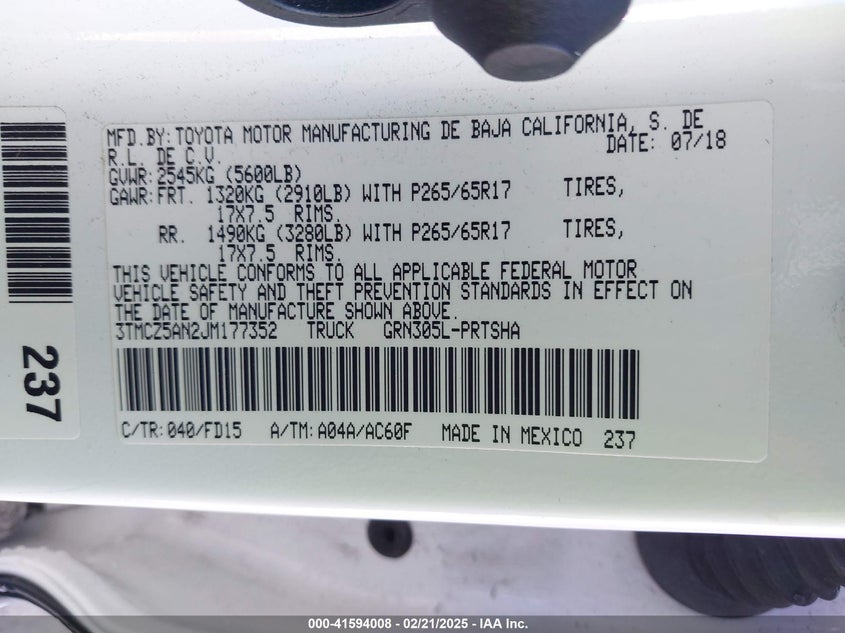 MFD.BY:TOYOTA MOTOR MANUFACTURING DE BAJA CALIFORNIA, S. DE
R.L. DE C.V. DATE: 07/18
GVWR:2545KG (5600LB)
GAWR:FRT. 1320KG (2910LB) WITH P265/65R17 TIRES,
17X7.5 RIMS.
RR. 1490KG (3280LB) WITH P265/65R17 TIRES,
17X7.5 RIMS.
THIS VEHICLE CONFORMS TO ALL APPLICABLE FEDERAL MOTOR
VEHICLE SAFETY AND THEFT PREVENTION STANDARDS IN EFFECT ON
THE DATE OF MANUFACTURE SHOWN ABOVE.
3TMCZ5AN2JM177352 TRUCK GRN305L-PRTSHA
C/TR:040/FD15 A/TM:A04A/AC60F MADE IN MEXICO 237
237
000-41594008 - 02/21/2025 - IAA Inc.